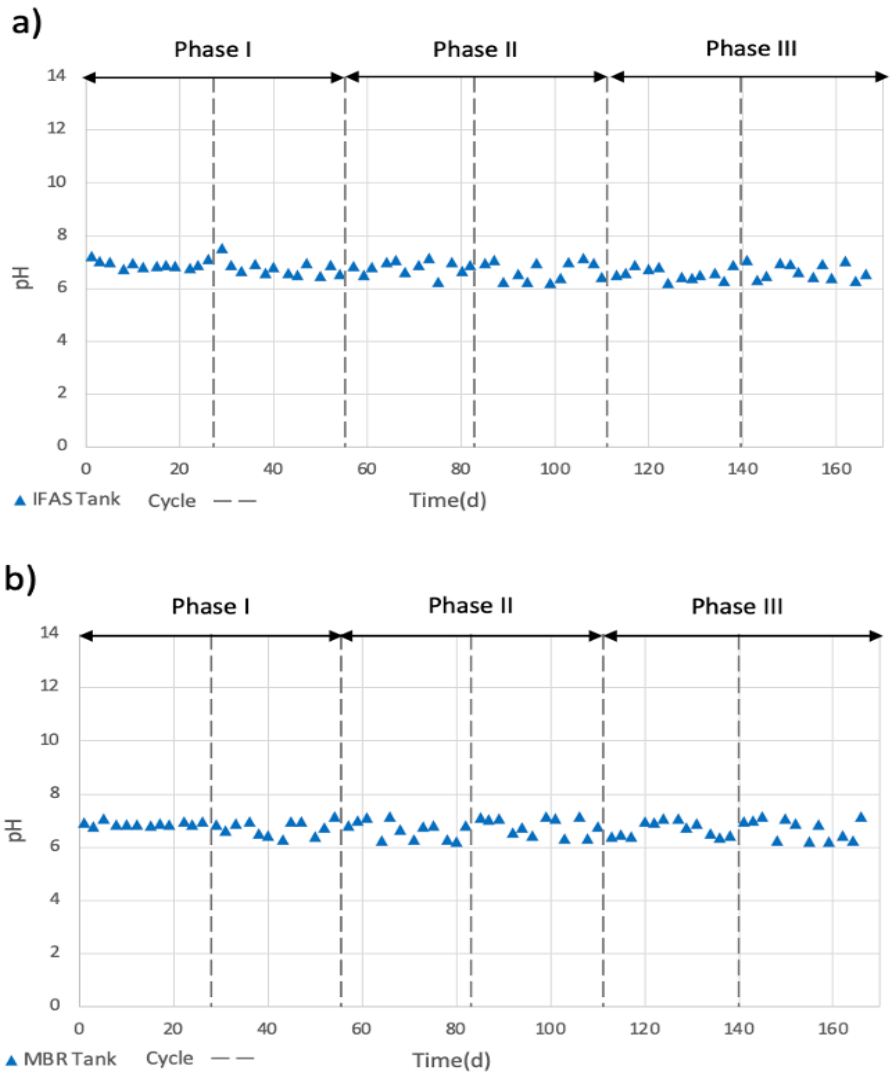 a)
Phase I Phase II Phase III
14
12
10
8
6
4
2
0
pH
0 20 40 60 80 100 120 140 160
IFAS Tank Cycle — — Time(d)
b)
Phase I Phase II Phase III
14
12
10
8
6
4
2
0
pH
0 20 40 60 80 100 120 140 160
MBR Tank Cycle — — Time(d)